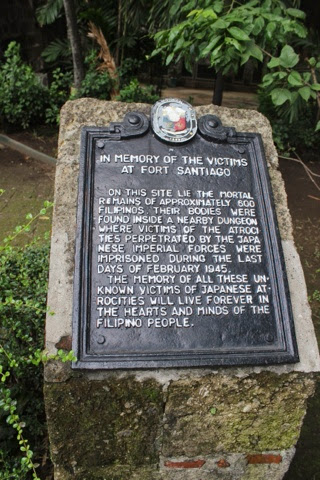 IN MEMORY OF THE VICTIMS
AT FORT SANTIAGO
ON THIS SITE LIE THE MORTAL
REMAINS OF APPROXIMATELY 600
FILIPINOS. THEIR BODIES WERE
FOUND INSIDE A NEARBY DUNGEON
WHERE VICTIMS OF THE ATROCI-
TIES PERPETRATED BY THE JAPA-
NESE IMPERIAL FORCES WERE
IMPRISONED DURING THE LAST
DAYS OF FEBRUARY 1945.
THE MEMORY OF ALL THESE UN-
KNOWN VICTIMS OF JAPANESE AT-
ROCITIES WILL LIVE FOREVER IN
THE HEARTS AND MINDS OF THE
FILIPINO PEOPLE.